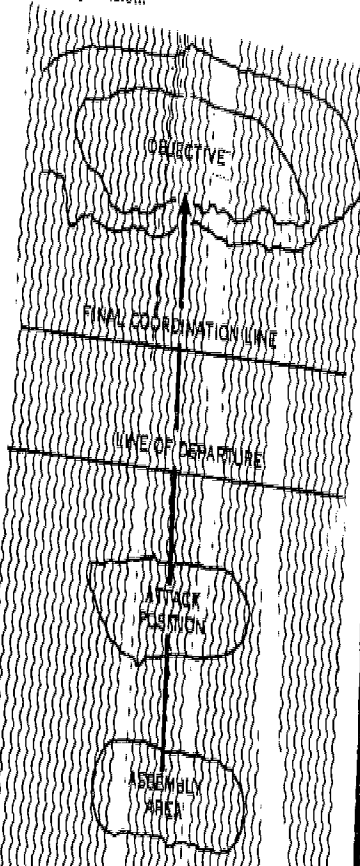 OBJECTIVE
FINAL COORDINATION LINE
LINE OF DEPARTURE
ATTACK
POSITION
ASSEMBLY
AREA